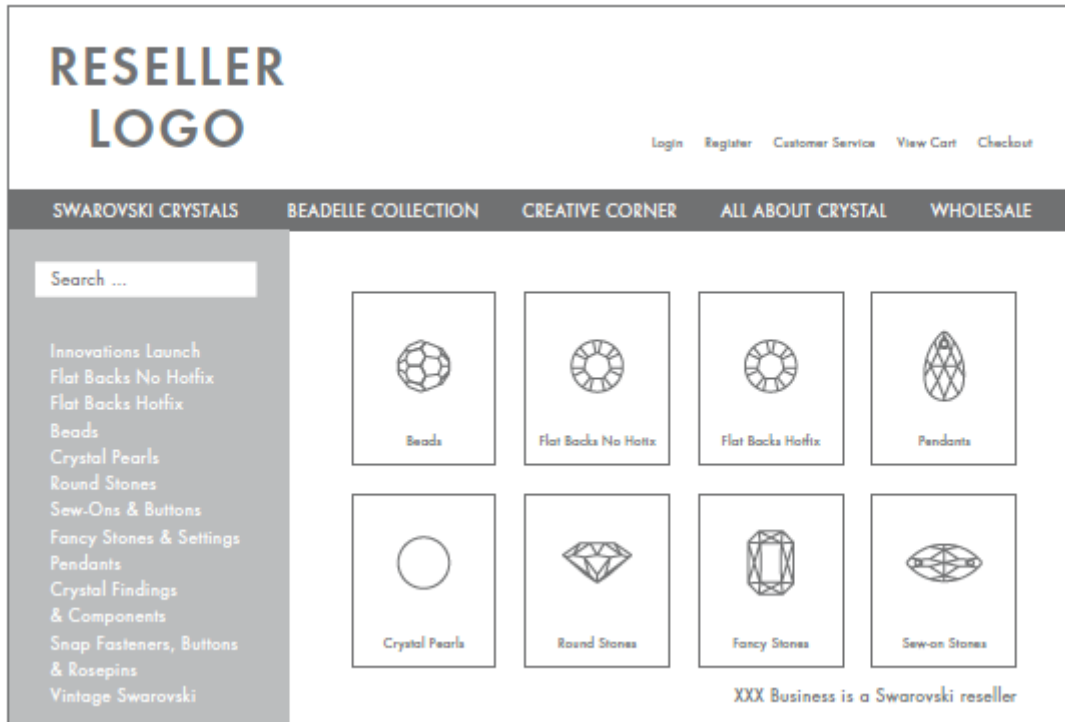 RESELLER
LOGO
Login Register Customer Service View Cart Checkout
SWAROVSKI CRYSTALS BEADELLE COLLECTION CREATIVE CORNER ALL ABOUT CRYSTAL WHOLESALE
Search ...
Innovations Launch
Flat Backs No Hotfix
Flat Backs Hotfix
Beads
Crystal Pearls
Round Stones
Sew-Ons & Buttons
Fancy Stones & Settings
Pendants
Crystal Findings
& Components
Snap Fasteners, Buttons
& Rosepins
Vintage Swarovski
Beads Flat Backs No Hotix Flat Backs Hotfix Pendants
Crystal Pearls Round Stones Fancy Stones Sew-on Stones
XXX Business is a Swarovski reseller